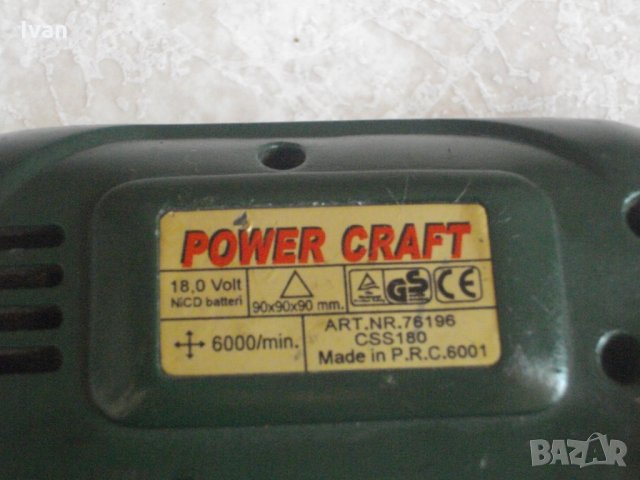 Ivan
POWER CRAFT
18,0 Volt
NiCD batteri
90x90x90 mm.
GS CE
6000/min.
ART.NR.76196
CSS180
Made in P.R.C.6001
BAZAR